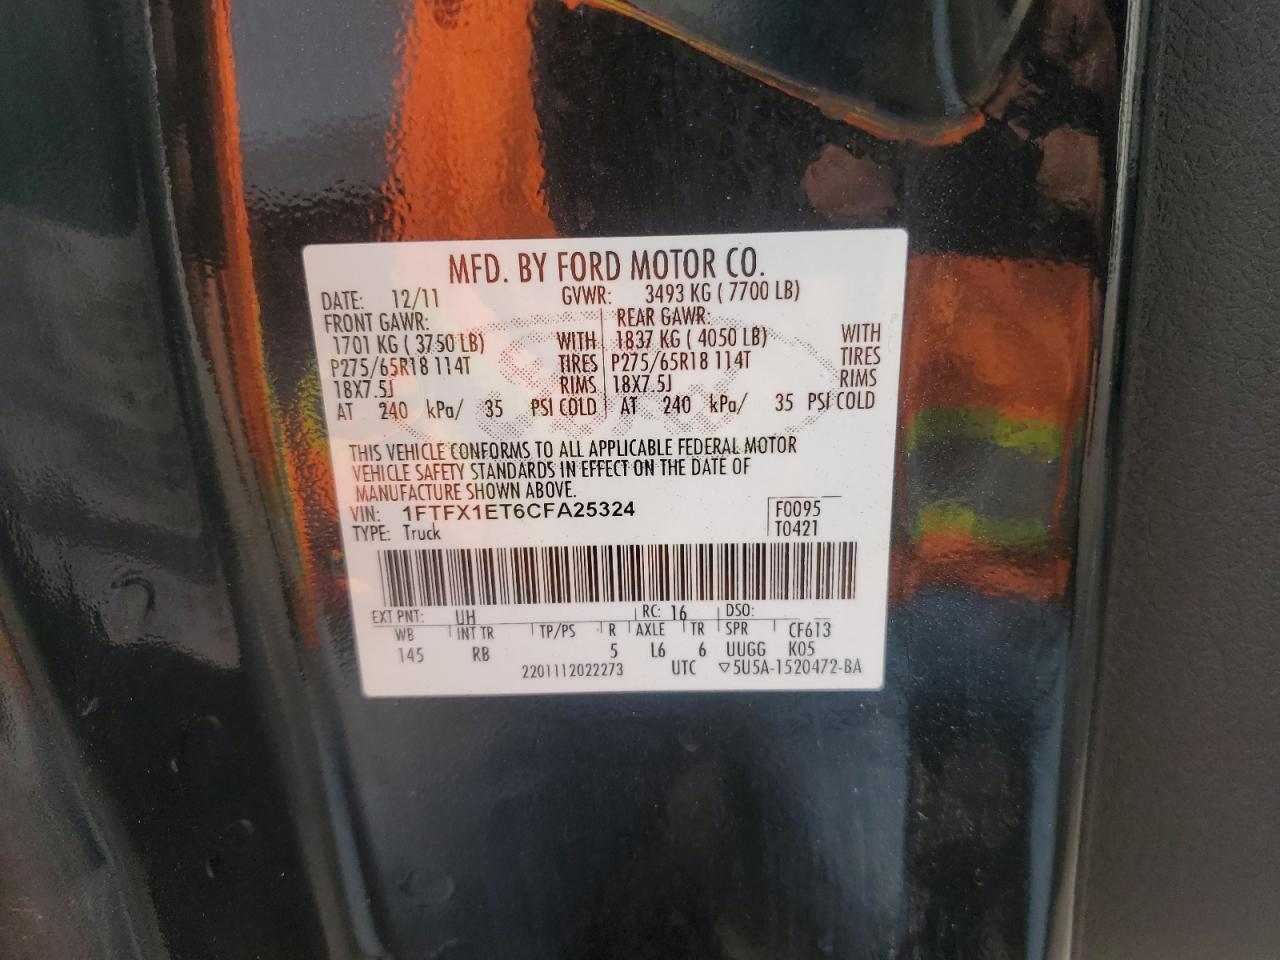 MFD. BY FORD MOTOR CO.
DATE: 12/11 GVWR: 3493 KG ( 7700 LB)
FRONT GAWR: REAR GAWR:
1701 KG ( 3750 LB) WITH 1837 KG ( 4050 LB) WITH
P275/65R18 114T TIRES P275/65R18 114T TIRES
18X7.5J RIMS 18X7.5J RIMS
AT 240 kPa/ 35 PSI COLD AT 240 kPa/ 35 PSI COLD
THIS VEHICLE CONFORMS TO ALL APPLICABLE FEDERAL MOTOR
VEHICLE SAFETY STANDARDS IN EFFECT ON THE DATE OF
MANUFACTURE SHOWN ABOVE.
VIN: 1FTFX1ET6CFA25324 F0095
TYPE: Truck T0421
EXT PNT: UH RC: 16 DSO:
WB INT TR TP/PS R AXLE TR SPR CF613
145 RB 5 L6 6 UUGG K05
2201112022273 UTC ▽5U5A-1520472-BA